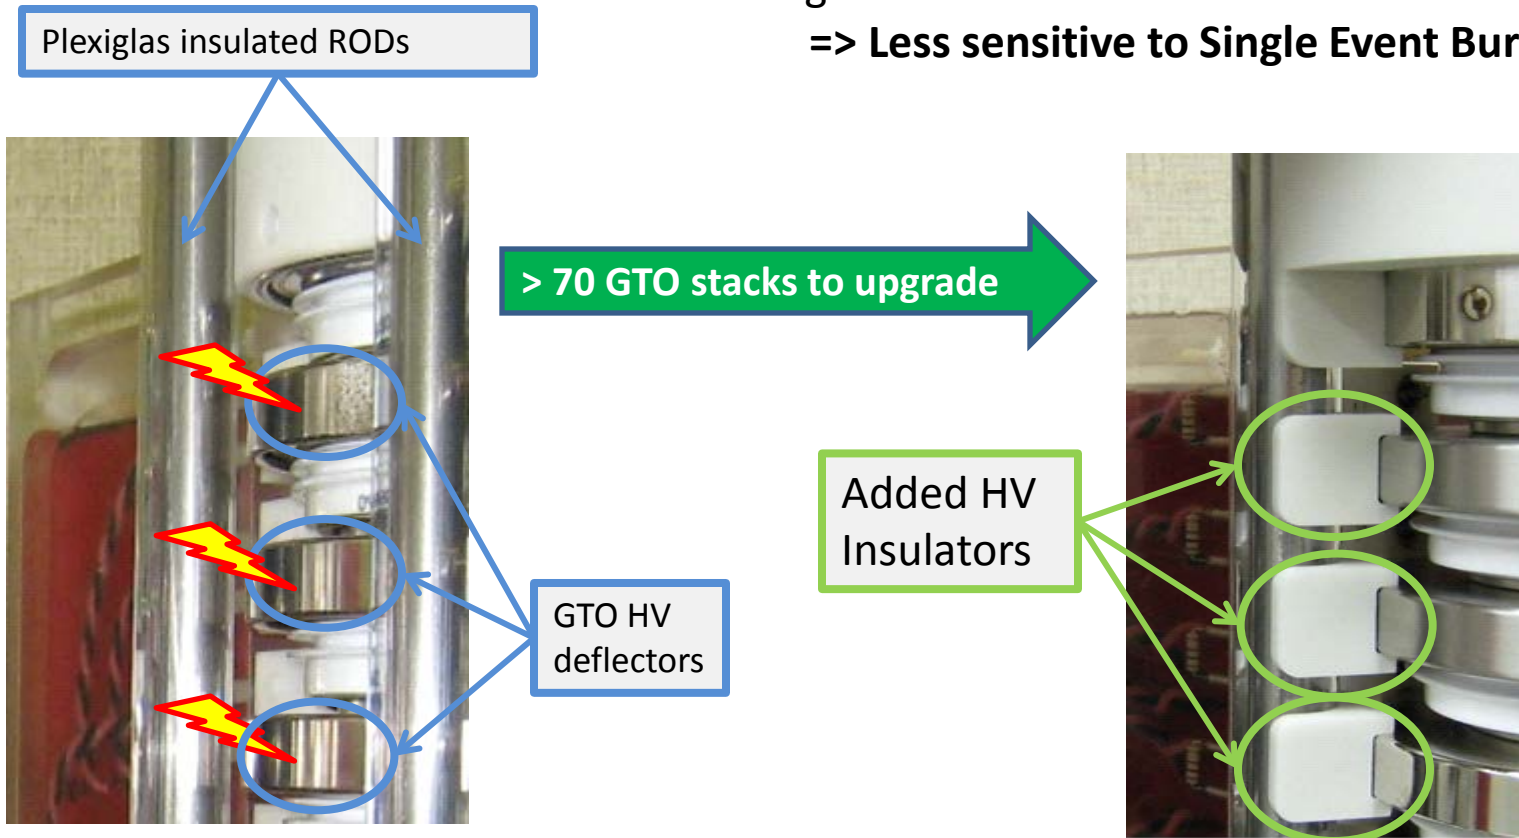 Plexiglas insulated RODs
=> Less sensitive to Single Event Bur
> 70 GTO stacks to upgrade
Added HV
Insulators
GTO HV
deflectors